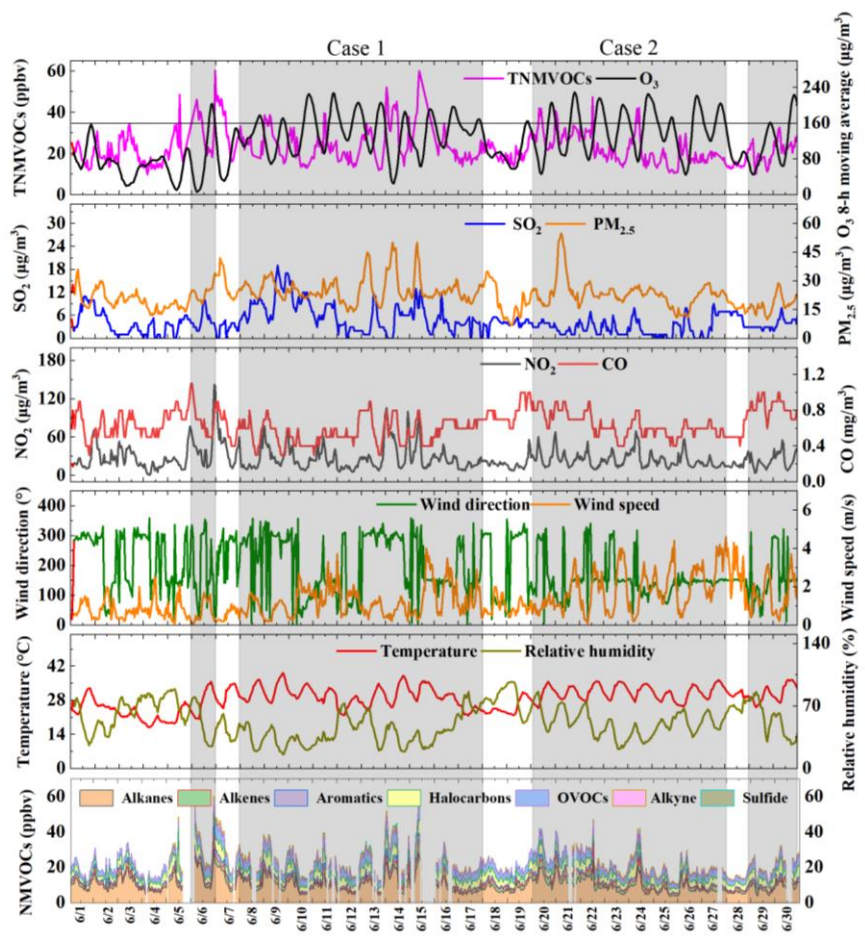 Case 1 Case 2
TNMVOCs (ppbv)
60
40
20
0
TNMVOCs O₃
240
160
80
0
O₃ 8-h moving average (μg/m³)
SO₂ (μg/m³)
30
24
18
12
6
0
SO₂ PM₂.₅
60
45
30
15
0
PM₂.₅ (μg/m³)
NO₂ (μg/m³)
180
120
60
0
NO₂ CO
1.2
0.8
0.4
0.0
CO (mg/m³)
Wind direction (°)
400
300
200
100
0
Wind direction Wind speed
6
4
2
0
Wind speed (m/s)
Temperature (°C)
42
28
14
0
Temperature Relative humidity
140
70
0
Relative humidity (%)
NMVOCs (ppbv)
60
40
20
0
Alkanes Alkenes Aromatics Halocarbons OVOCs Alkyne Sulfide
60
40
20
0
6/1 6/2 6/3 6/4 6/5 6/6 6/7 6/8 6/9 6/10 6/11 6/12 6/13 6/14 6/15 6/16 6/17 6/18 6/19 6/20 6/21 6/22 6/23 6/24 6/25 6/26 6/27 6/28 6/29 6/30